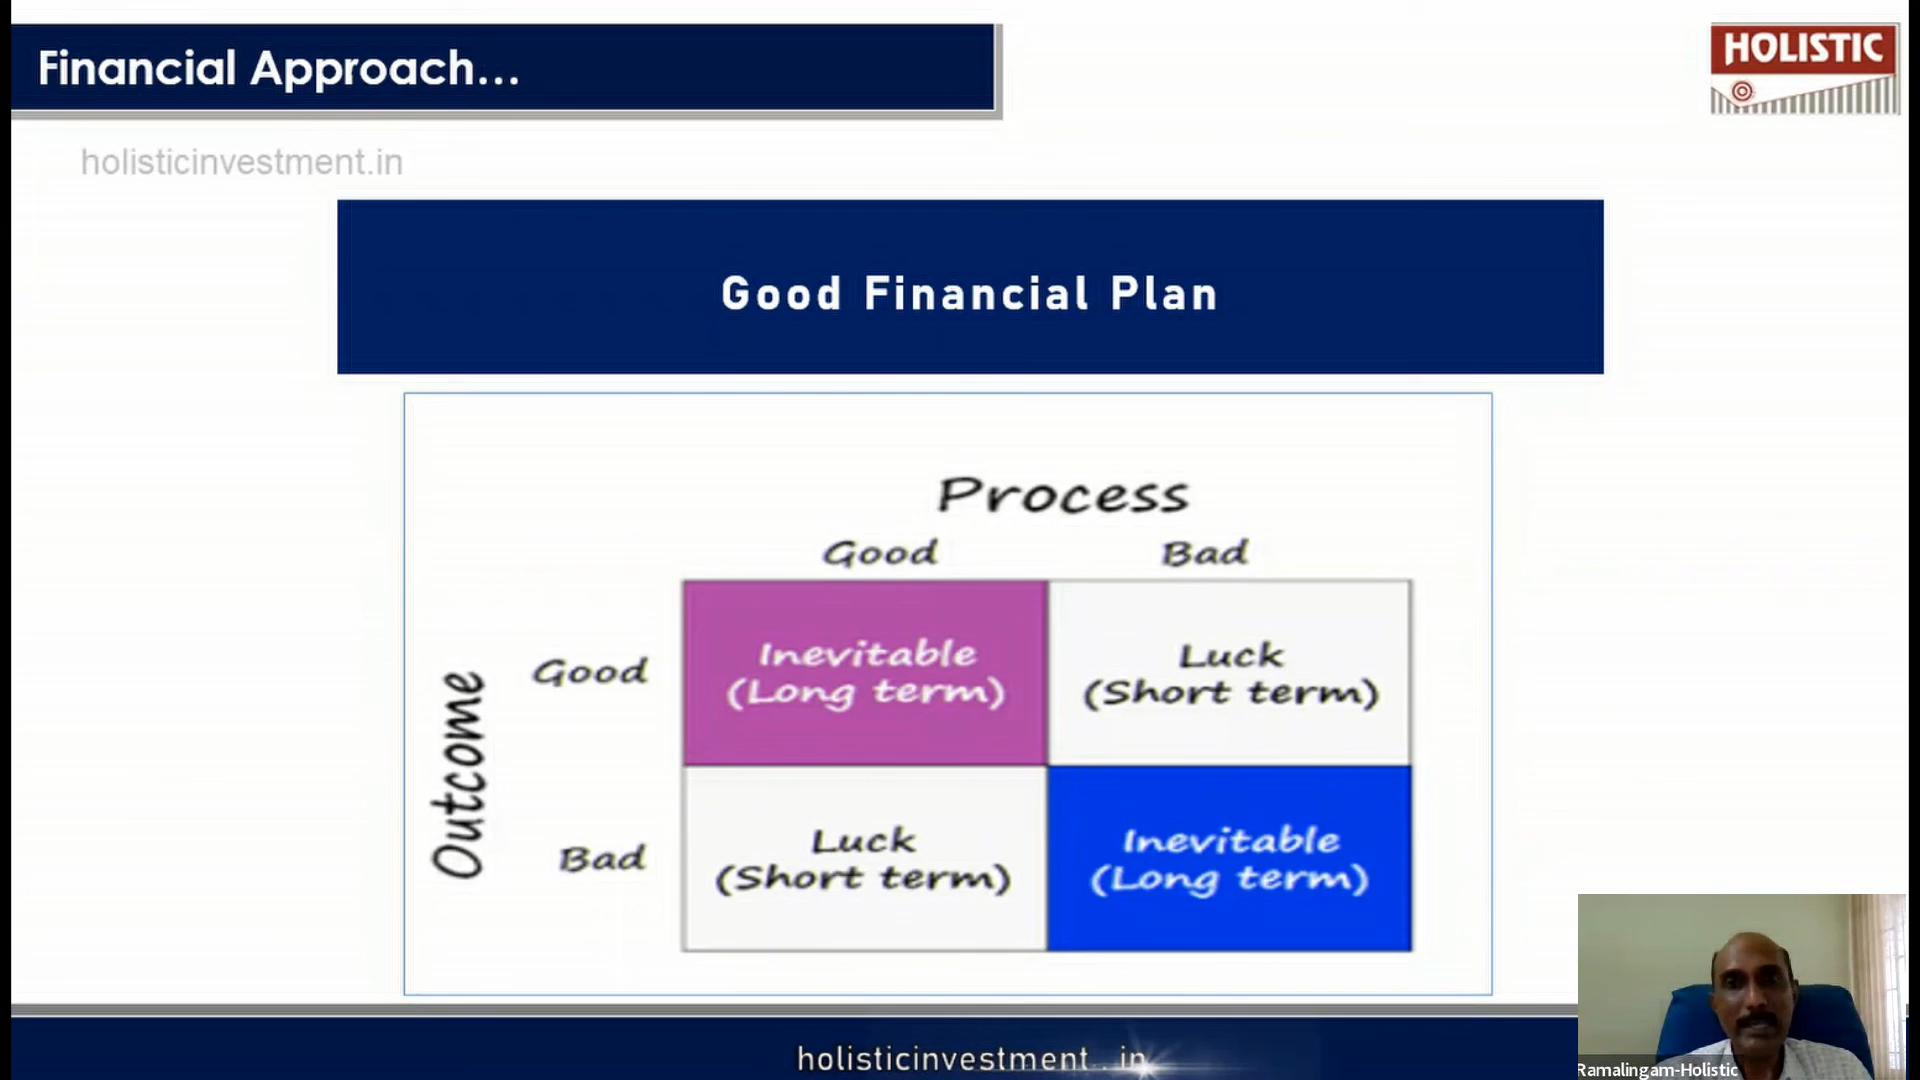 Financial Approach...
HOLISTIC
holisticinvestment.in
Good Financial Plan
Process
Good Bad
Outcome
Good
Inevitable
(Long term)
Luck
(Short term)
Bad
Luck
(Short term)
Inevitable
(Long term)
holisticinvestment . in
Ramalingam-Holistic